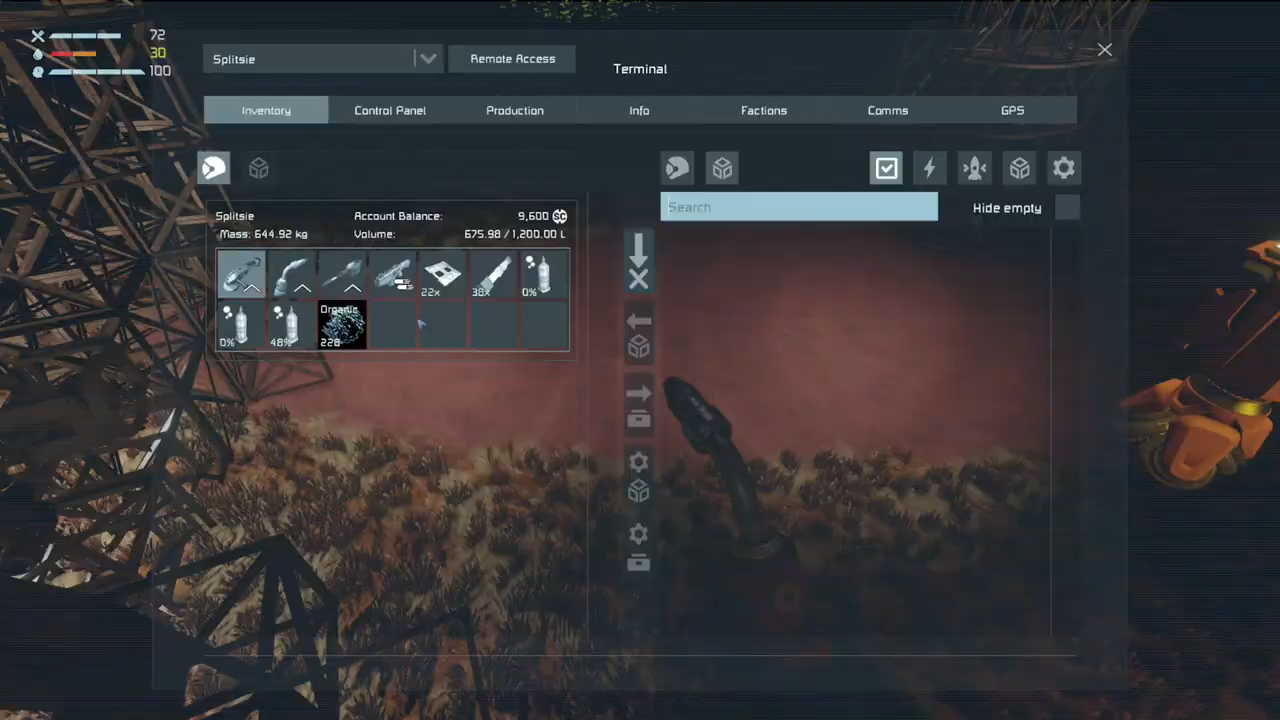 72
30
100
Splitsie
Remote Access
Terminal
Inventory
Control Panel
Production
Info
Factions
Comms
GPS
Search
Hide empty
Splitsie
Account Balance:
9,600 SC
Mass: 644.92 kg
Volume:
675.98 / 1,200.00 L
22x
38x
0%
0%
48%
Organic
228